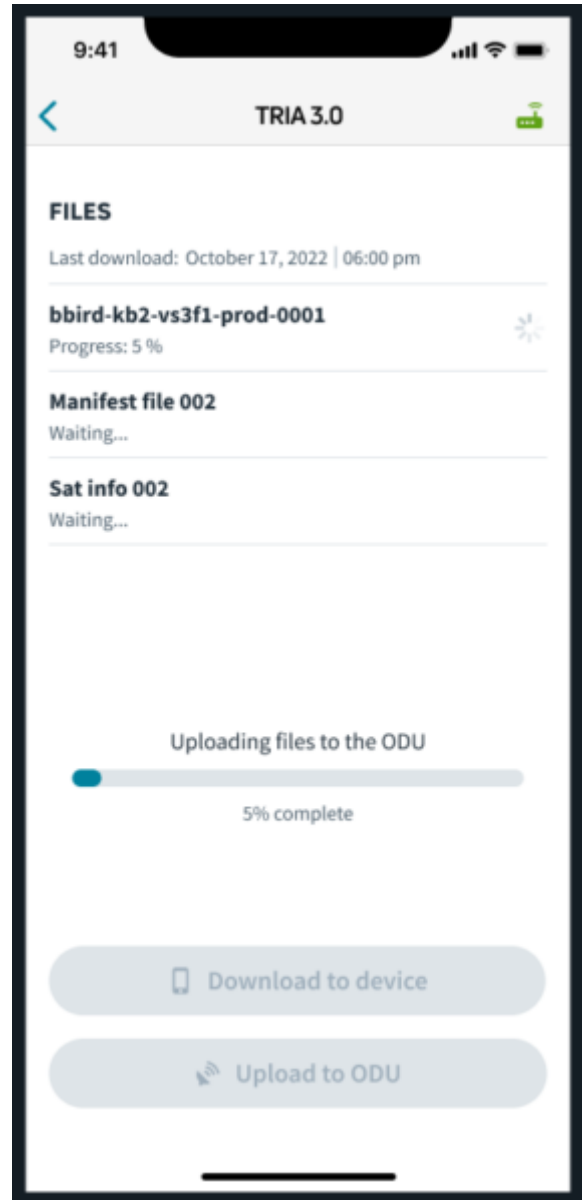 9:41
TRIA 3.0
FILES
Last download: October 17, 2022 | 06:00 pm
bbird-kb2-vs3f1-prod-0001
Progress: 5 %
Manifest file 002
Waiting...
Sat info 002
Waiting...
Uploading files to the ODU
5% complete
Download to device
Upload to ODU